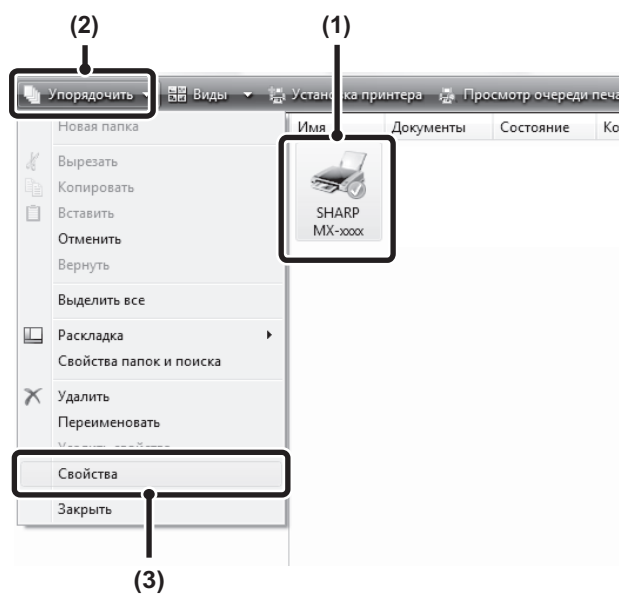 (2) (1)
Упорядочить Виды Установка принтера Просмотр очереди печа
Новая папка Имя Документы Состояние Ко
Вырезать
Копировать
Вставить
SHARP
MX-xxxx
Отменить
Вернуть
Выделить все
Раскладка
Свойства папок и поиска
Удалить
Переименовать
Свойства
Закрыть
(3)